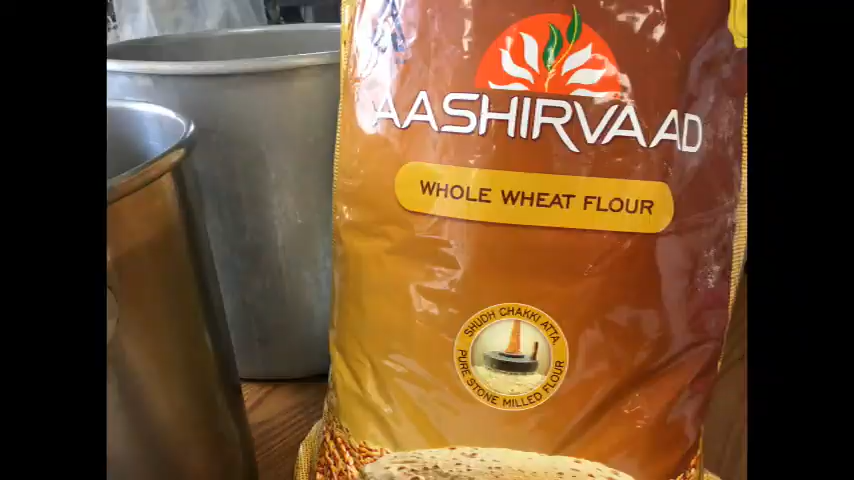 AASHIRVAAD
WHOLE WHEAT FLOUR
SHUDH CHAKKI ATTA.
PURE STONE MILLED FLOUR